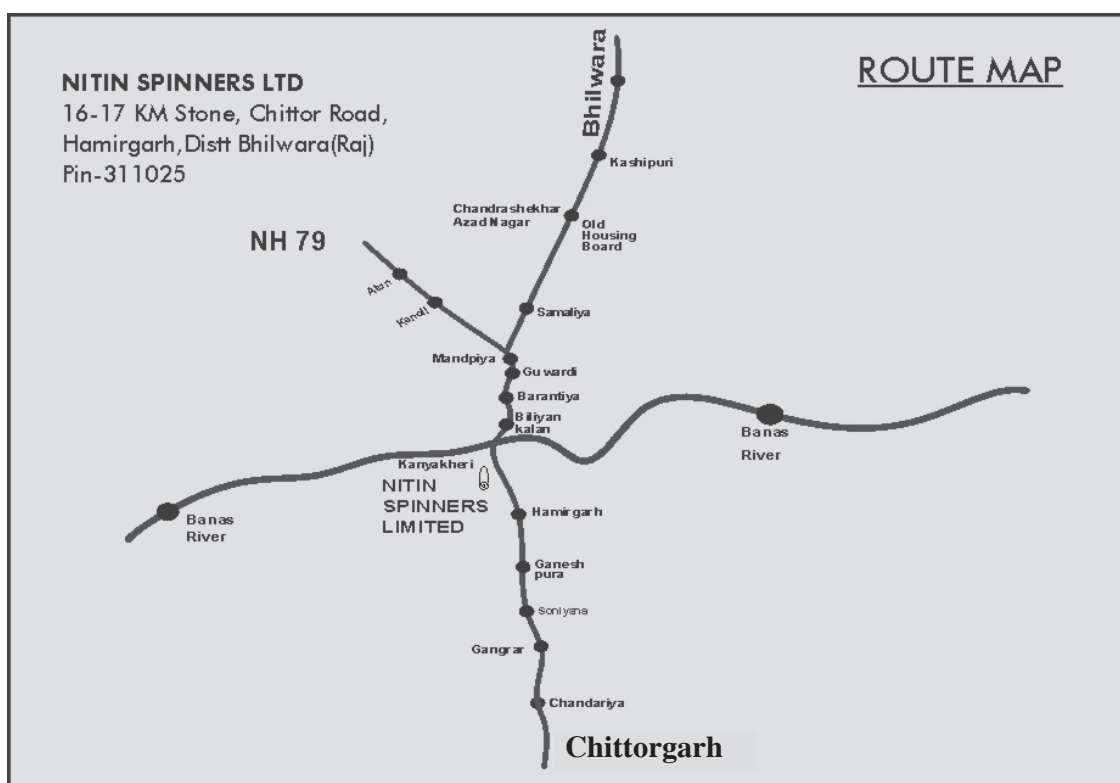 NITIN SPINNERS LTD
16-17 KM Stone, Chittor Road,
Hamirgarh,Distt Bhilwara(Raj)
Pin-311025
ROUTE MAP
Bhilwara
Kashipuri
Chandrashekhar
Azad Nagar
Old
Housing
Board
NH 79
Atun
Kanoli
Samaliya
Mandpiya
Guwardi
Barantiya
Biliyan
kalan
Banas
River
Kanyakheri
NITIN
SPINNERS
LIMITED
Banas
River
Hamirgarh
Ganesh
pura
Soniyana
Gangrar
Chandariya
Chittorgarh